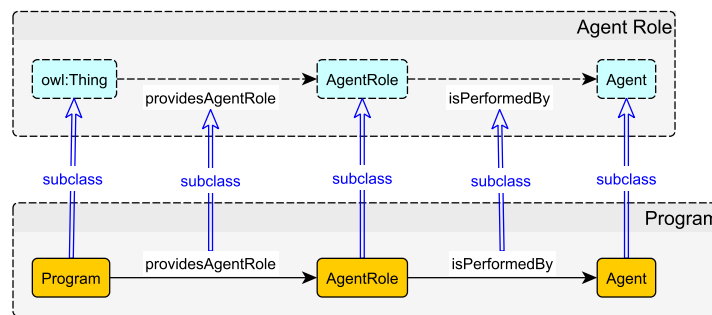 Agent Role
owl:Thing
AgentRole
Agent
providesAgentRole
isPerformedBy
subclass
subclass
subclass
subclass
subclass
Program
Program
providesAgentRole
AgentRole
isPerformedBy
Agent